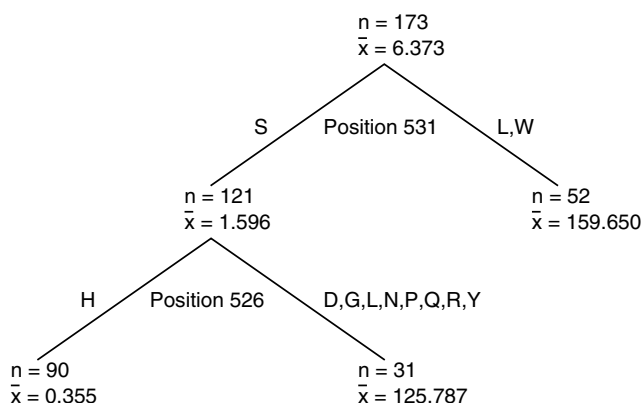 n = 173
x̄ = 6.373
S Position 531 L,W
n = 121
x̄ = 1.596
n = 52
x̄ = 159.650
H Position 526 D,G,L,N,P,Q,R,Y
n = 90
x̄ = 0.355
n = 31
x̄ = 125.787